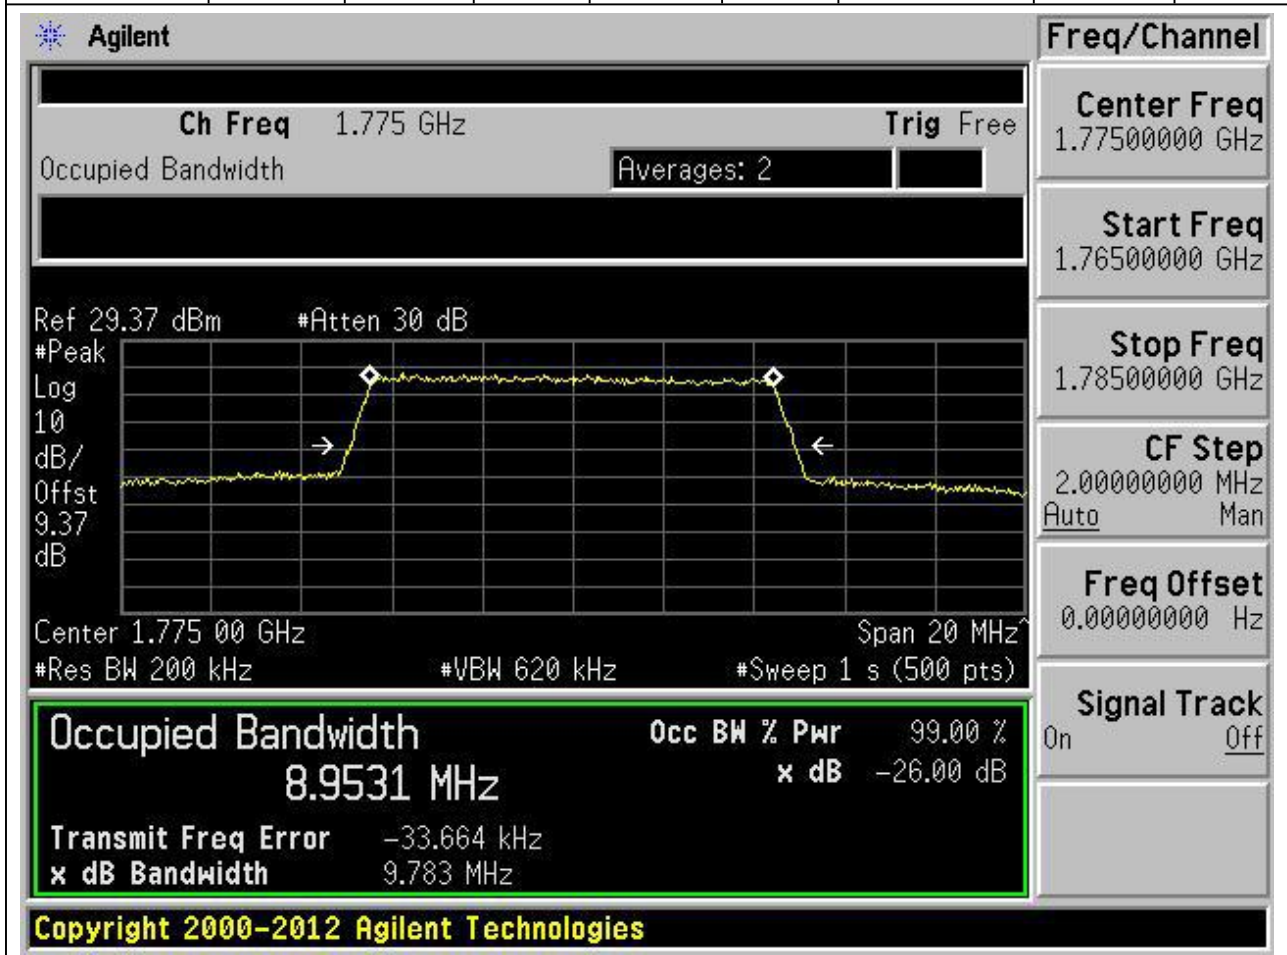 Agilent
Freq/Channel
Ch Freq 1.775 GHz Trig Free
Occupied Bandwidth Averages: 2
Center Freq
1.77500000 GHz
Start Freq
1.76500000 GHz
Ref 29.37 dBm #Atten 30 dB
#Peak
Log
10
dB/
Offst
9.37
dB
Stop Freq
1.78500000 GHz
CF Step
2.00000000 MHz
Auto Man
Freq Offset
0.00000000 Hz
Center 1.775 00 GHz Span 20 MHz^
#Res BW 200 kHz #VBW 620 kHz #Sweep 1 s (500 pts)
Signal Track
On Off
Occupied Bandwidth Occ BW % Pwr 99.00 %
8.9531 MHz x dB -26.00 dB
Transmit Freq Error -33.664 kHz
x dB Bandwidth 9.783 MHz
Copyright 2000-2012 Agilent Technologies